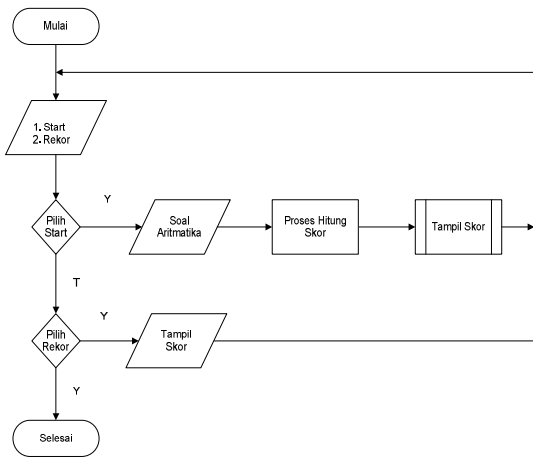 Mulai
1. Start
2. Rekor
Pilih
Start
Y
Soal
Aritmatika
Proses Hitung
Skor
Tampil Skor
T
Pilih
Rekor
Y
Tampil
Skor
Y
Selesai